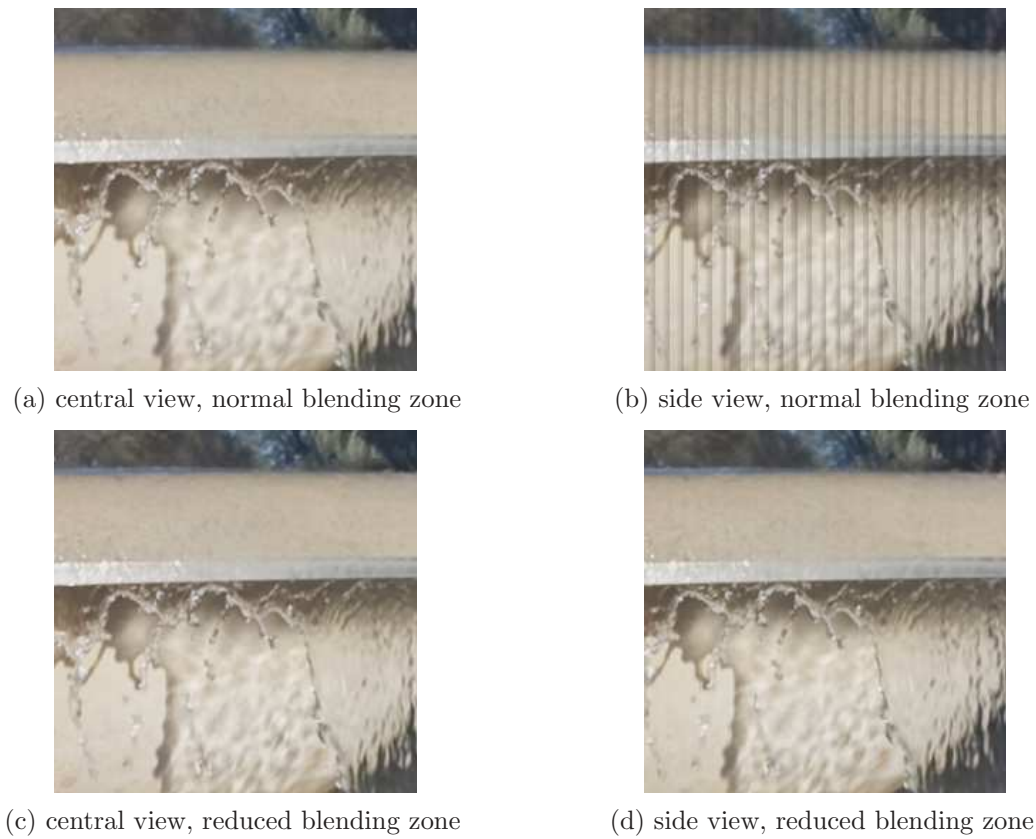 (a) central view, normal blending zone
(b) side view, normal blending zone
(c) central view, reduced blending zone
(d) side view, reduced blending zone